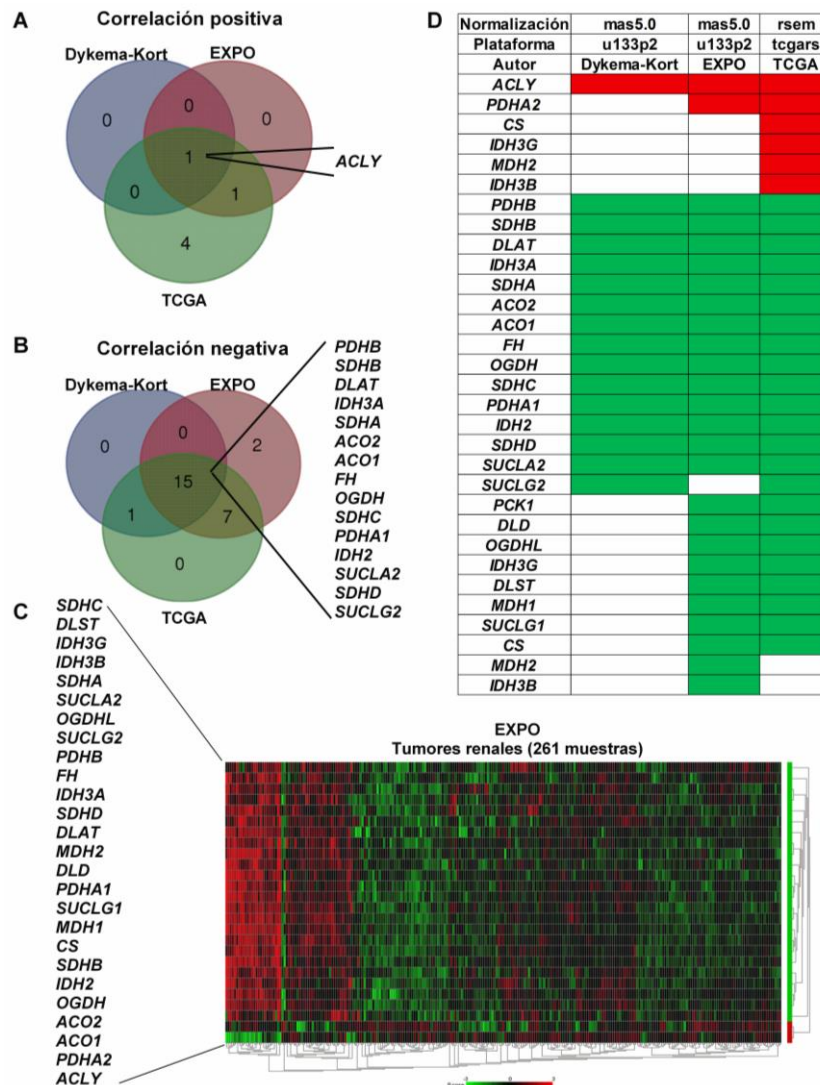 A
Correlación positiva
Dykema-Kort
EXPO
0
0
0
1
ACLY
0
1
4
TCGA
B
Correlación negativa
Dykema-Kort
EXPO
0
0
2
15
1
7
0
TCGA
PDHB
SDHB
DLAT
IDH3A
SDHA
ACO2
ACO1
FH
OGDH
SDHC
PDHA1
IDH2
SUCLA2
SDHD
SUCLG2
C
SDHC
DLST
IDH3G
IDH3B
SDHA
SUCLA2
OGDHL
SUCLG2
PDHB
FH
IDH3A
SDHD
DLAT
MDH2
DLD
PDHA1
SUCLG1
MDH1
CS
SDHB
IDH2
OGDH
ACO2
ACO1
PDHA2
ACLY
EXPO
Tumores renales (261 muestras)
D
Normalización mas5.0 mas5.0 rsem
Plataforma u133p2 u133p2 tcgars
Autor Dykema-Kort EXPO TCGA
ACLY
PDHA2
CS
IDH3G
MDH2
IDH3B
PDHB
SDHB
DLAT
IDH3A
SDHA
ACO2
ACO1
FH
OGDH
SDHC
PDHA1
IDH2
SDHD
SUCLA2
SUCLG2
PCK1
DLD
OGDHL
IDH3G
DLST
MDH1
SUCLG1
CS
MDH2
IDH3B